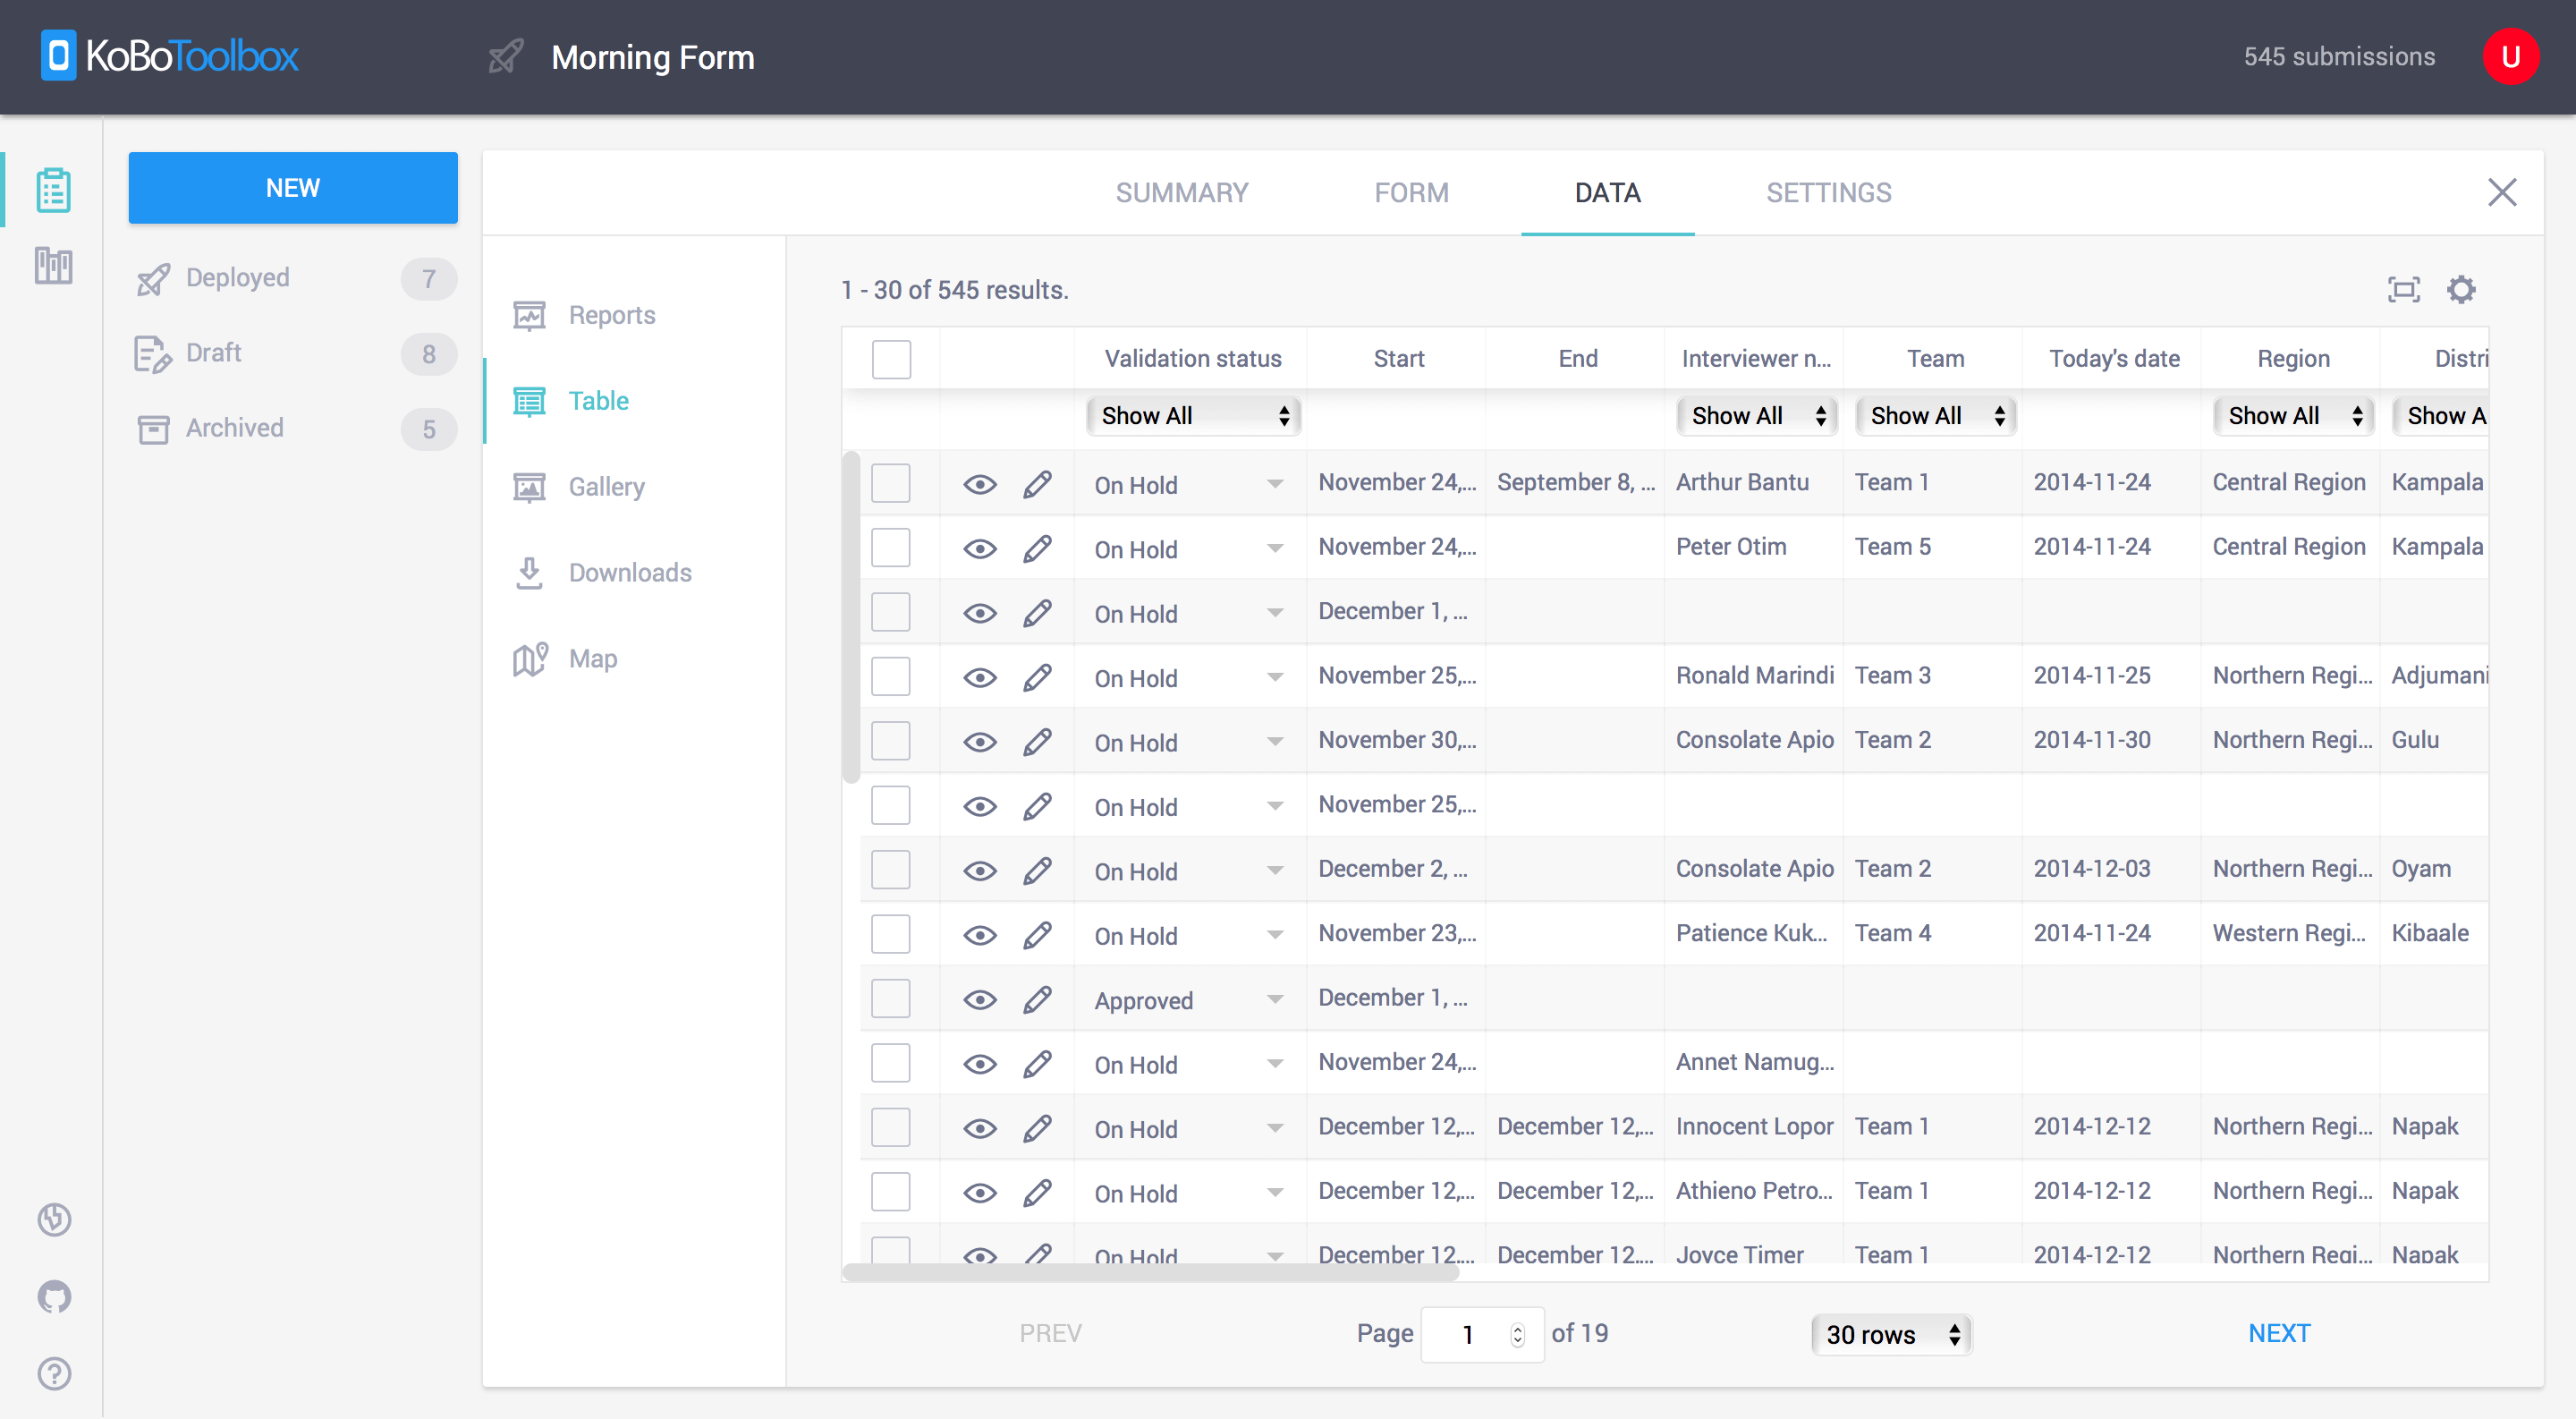 KoBoToolbox
Morning Form
545 submissions
U
NEW
Deployed 7
Draft 8
Archived 5
SUMMARY FORM DATA SETTINGS
Reports
Table
Gallery
Downloads
Map
1 - 30 of 545 results.
Validation status Start End Interviewer n... Team Today's date Region Distri
Show All Show All Show All Show All Show A
On Hold November 24,... September 8, ... Arthur Bantu Team 1 2014-11-24 Central Region Kampala
On Hold November 24,... Peter Otim Team 5 2014-11-24 Central Region Kampala
On Hold December 1, ...
On Hold November 25,... Ronald Marindi Team 3 2014-11-25 Northern Regi... Adjumani
On Hold November 30,... Consolate Apio Team 2 2014-11-30 Northern Regi... Gulu
On Hold November 25,...
On Hold December 2, ... Consolate Apio Team 2 2014-12-03 Northern Regi... Oyam
On Hold November 23,... Patience Kuk... Team 4 2014-11-24 Western Regi... Kibaale
Approved December 1, ...
On Hold November 24,... Annet Namug...
On Hold December 12,... December 12,... Innocent Lopor Team 1 2014-12-12 Northern Regi... Napak
On Hold December 12,... December 12,... Athieno Petro... Team 1 2014-12-12 Northern Regi... Napak
On Hold December 12,... December 12,... Joyce Timer Team 1 2014-12-12 Northern Regi... Napak
PREV Page 1 of 19 30 rows NEXT